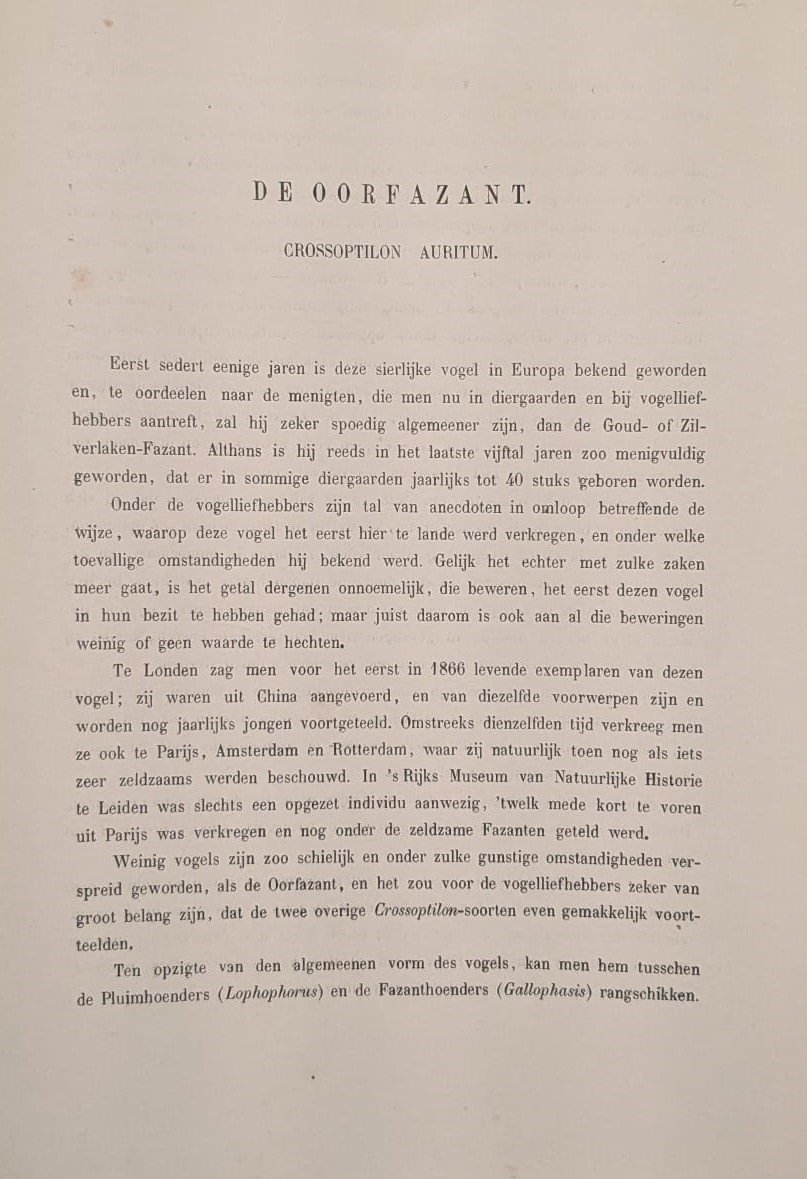 DE OORFAZANT.
CROSSOPTILON AURITUM.
Eerst sedert eenige jaren is deze sierlijke vogel in Europa bekend geworden
en, te oordeelen naar de menigten, die men nu in diergaarden en bij vogellief-
hebbers aantreft, zal hij zeker spoedig algemeener zijn, dan de Goud- of Zil-
verlaken-Fazant. Althans is hij reeds in het laatste vijftal jaren zoo menigvuldig
geworden, dat er in sommige diergaarden jaarlijks tot 40 stuks geboren worden.
Onder de vogelliefhebbers zijn tal van anecdoten in omloop betreffende de
wijze, waarop deze vogel het eerst hier te lande werd verkregen, en onder welke
toevallige omstandigheden hij bekend werd. Gelijk het echter met zulke zaken
meer gaat, is het getal dergenen onnoemelijk, die beweren, het eerst dezen vogel
in hun bezit te hebben gehad; maar juist daarom is ook aan al die beweringen
weinig of geen waarde te hechten.
Te Londen zag men voor het eerst in 1866 levende exemplaren van dezen
vogel; zij waren uit China aangevoerd, en van diezelfde voorwerpen zijn en
worden nog jaarlijks jongen voortgeteeld. Omstreeks dienzelfden tijd verkreeg men
ze ook te Parijs, Amsterdam en Rotterdam, waar zij natuurlijk toen nog als iets
zeer zeldzaams werden beschouwd. In 's Rijks Museum van Natuurlijke Historie
te Leiden was slechts een opgezet individu aanwezig, 'twelk mede kort te voren
uit Parijs was verkregen en nog onder de zeldzame Fazanten geteld werd.
Weinig vogels zijn zoo schielijk en onder zulke gunstige omstandigheden ver-
spreid geworden, als de Oorfazant, en het zou voor de vogelliefhebbers zeker van
groot belang zijn, dat de twee overige Crossoptilon-soorten even gemakkelijk voort-
teelden.
Ten opzigte van den algemeenen vorm des vogels, kan men hem tusschen
de Pluimhoenders (Lophophorus) en de Fazanthoenders (Gallophasis) rangschikken.